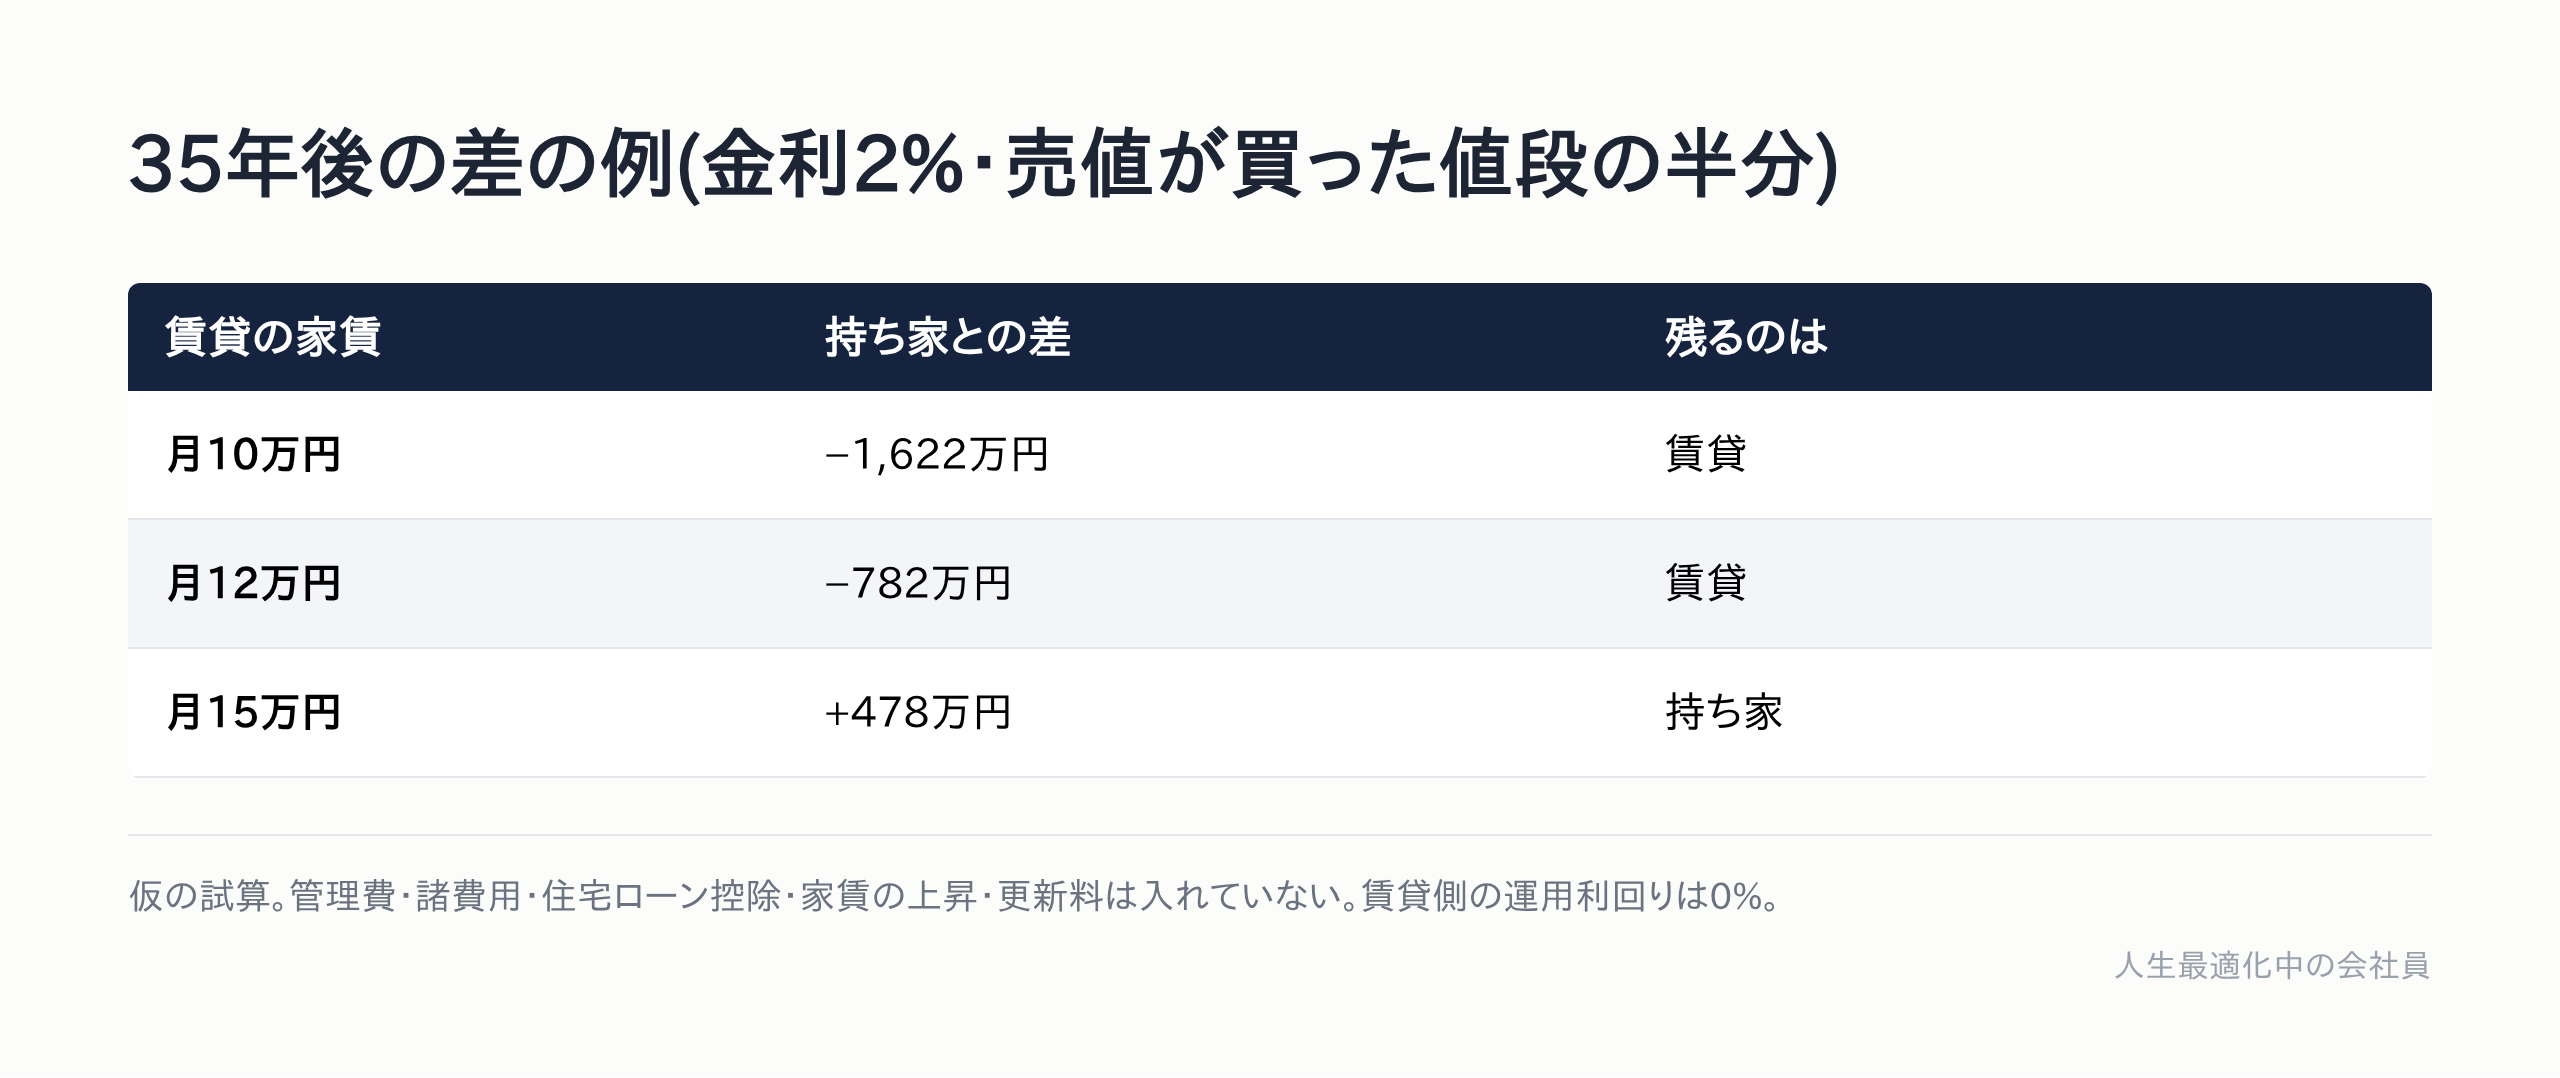 35年後の差の例(金利2%・売値が買った値段の半分)
賃貸の家賃 持ち家との差 残るのは
月10万円 −1,622万円 賃貸
月12万円 −782万円 賃貸
月15万円 +478万円 持ち家
仮の試算。管理費・諸費用・住宅ローン控除・家賃の上昇・更新料は入れていない。賃貸側の運用利回りは0%。
人生最適化中の会社員